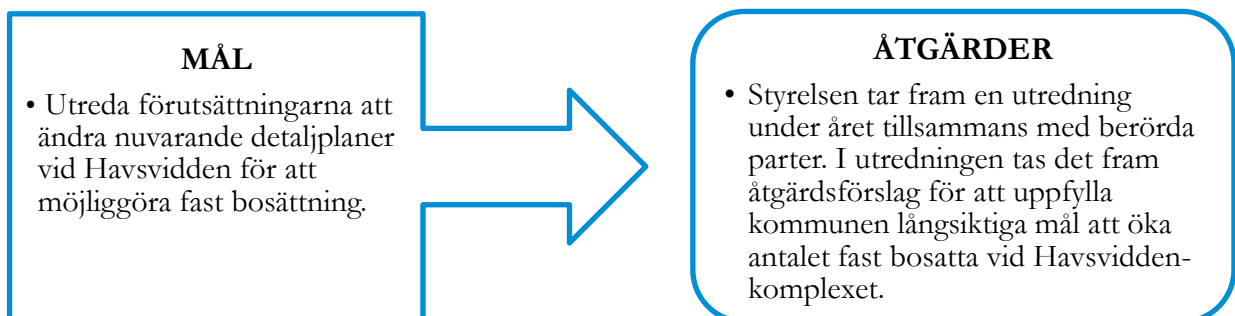 MÅL
• Utreda förutsättningarna att
ändra nuvarande detaljplaner
vid Havsvidden för att
möjliggöra fast bosättning.
ÅTGÄRDER
• Styrelsen tar fram en utredning
under året tillsammans med berörda
parter. I utredningen tas det fram
åtgärdsförslag för att uppfylla
kommunen långsiktiga mål att öka
antalet fast bosatta vid Havsvidden-
komplexet.